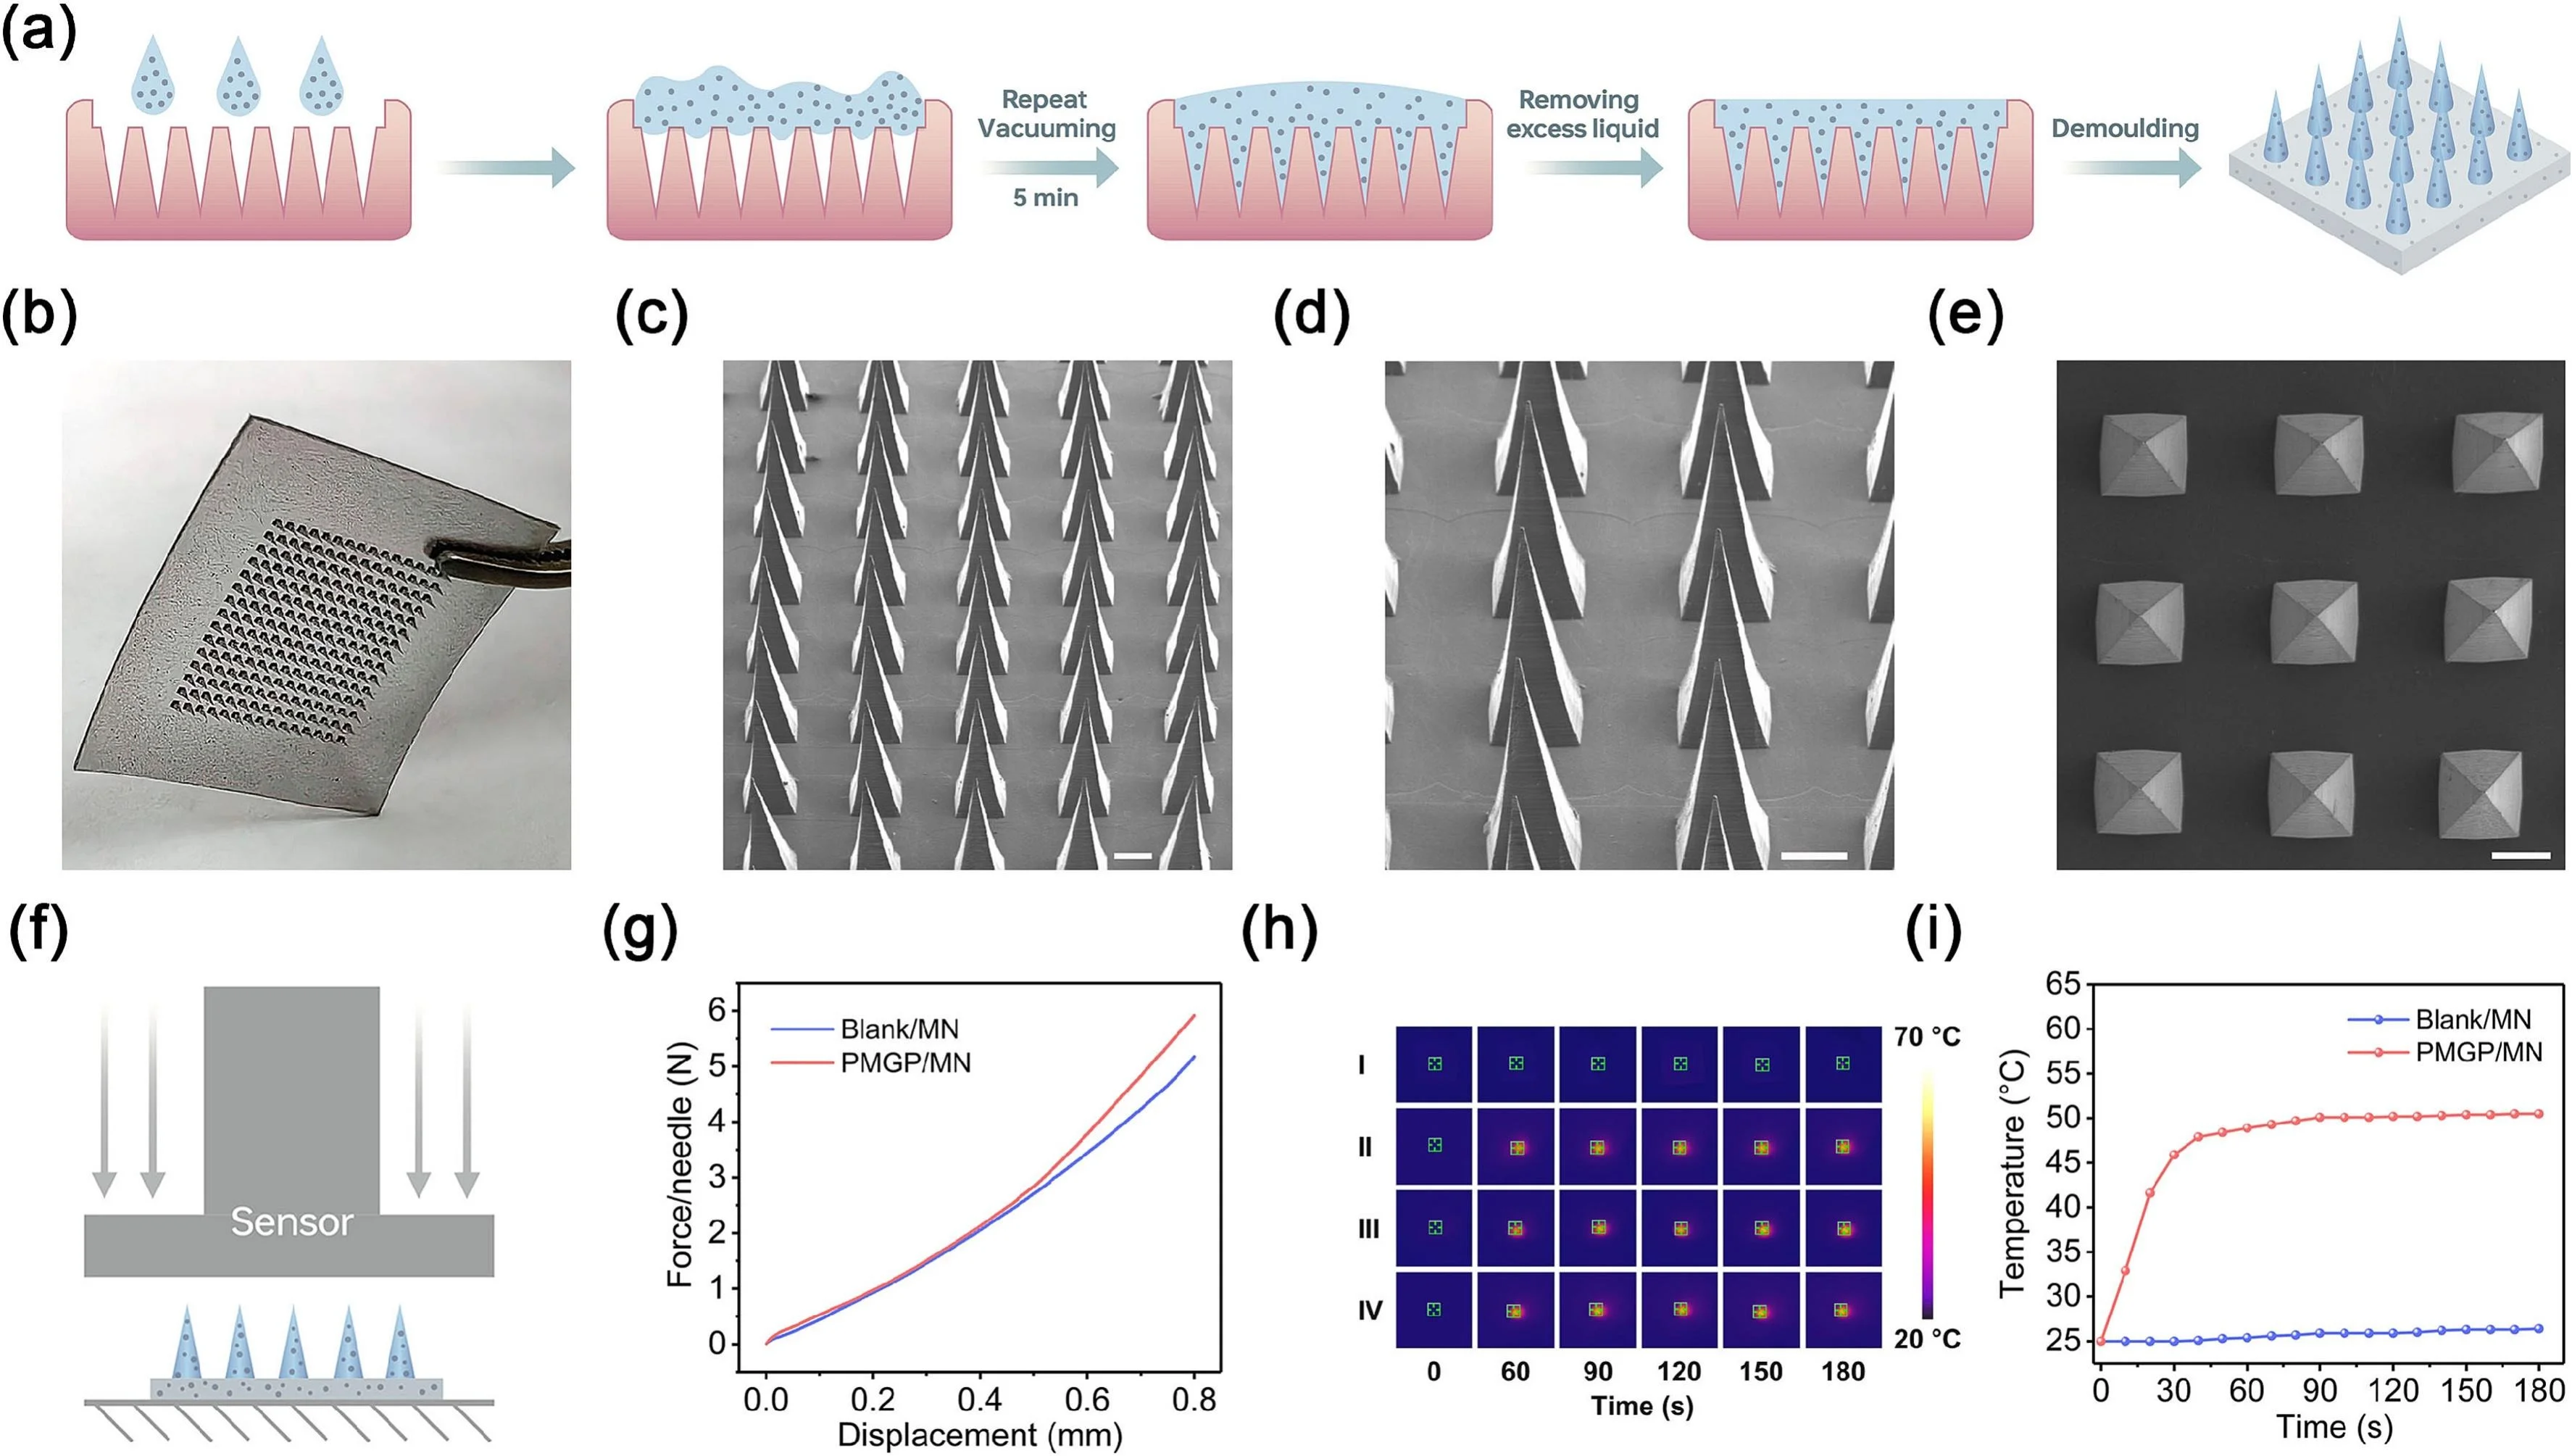 (a)
Repeat
Vacuuming
5 min
Removing
excess liquid
Demoulding
(b)
(c)
(d)
(e)
(f)
Sensor
(g)
Force/needle (N)
6
5
4
3
2
1
0
Blank/MN
PMGP/MN
0.0 0.2 0.4 0.6 0.8
Displacement (mm)
(h)
I
II
III
IV
70 °C
20 °C
0 60 90 120 150 180
Time (s)
(i)
Temperature (°C)
65
60
55
50
45
40
35
30
25
Blank/MN
PMGP/MN
0 30 60 90 120 150 180
Time (s)